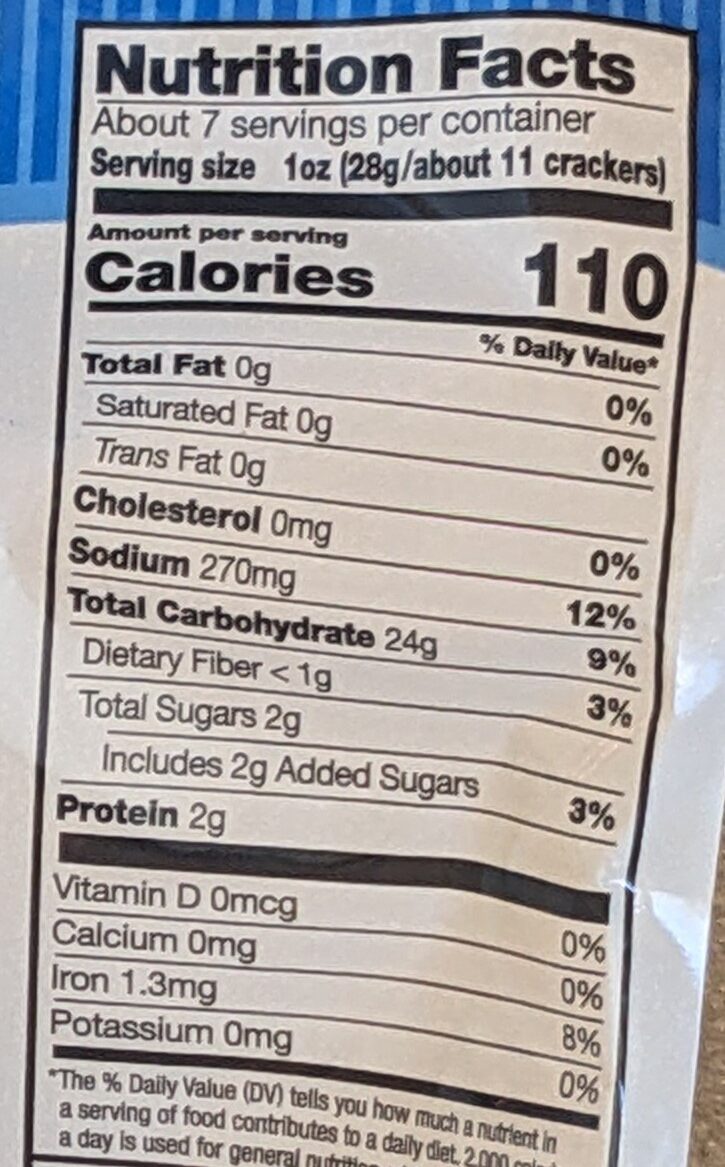 Nutrition Facts
About 7 servings per container
Serving size 1oz (28g/about 11 crackers)
Amount per serving
Calories 110
% Daily Value*
Total Fat 0g 0%
Saturated Fat 0g 0%
Trans Fat 0g
Cholesterol 0mg 0%
Sodium 270mg 12%
Total Carbohydrate 24g 9%
Dietary Fiber < 1g 3%
Total Sugars 2g
Includes 2g Added Sugars 3%
Protein 2g
Vitamin D 0mcg 0%
Calcium 0mg 0%
Iron 1.3mg 8%
Potassium 0mg 0%
*The % Daily Value (DV) tells you how much a nutrient in
a serving of food contributes to a daily diet. 2,000
a day is used for general